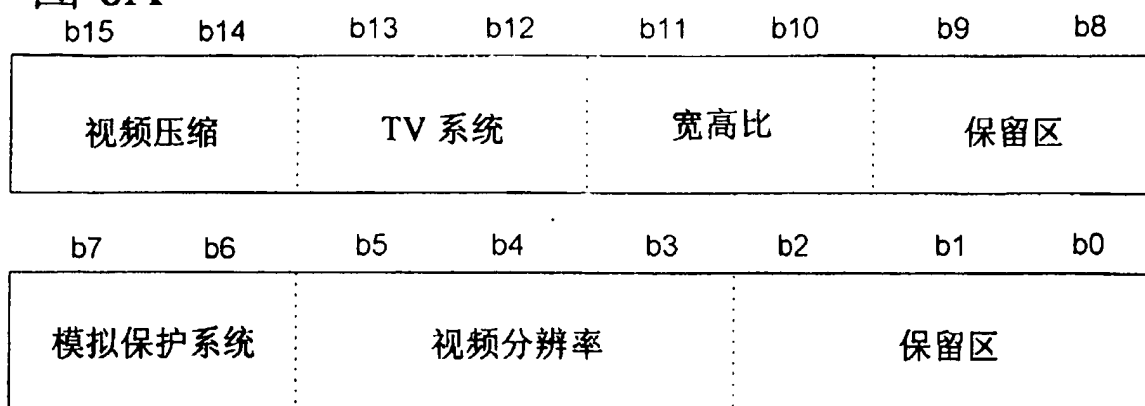 b15 b14 b13 b12 b11 b10 b9 b8
视频压缩 TV 系统 宽高比 保留区
b7 b6 b5 b4 b3 b2 b1 b0
模拟保护系统 视频分辨率 保留区